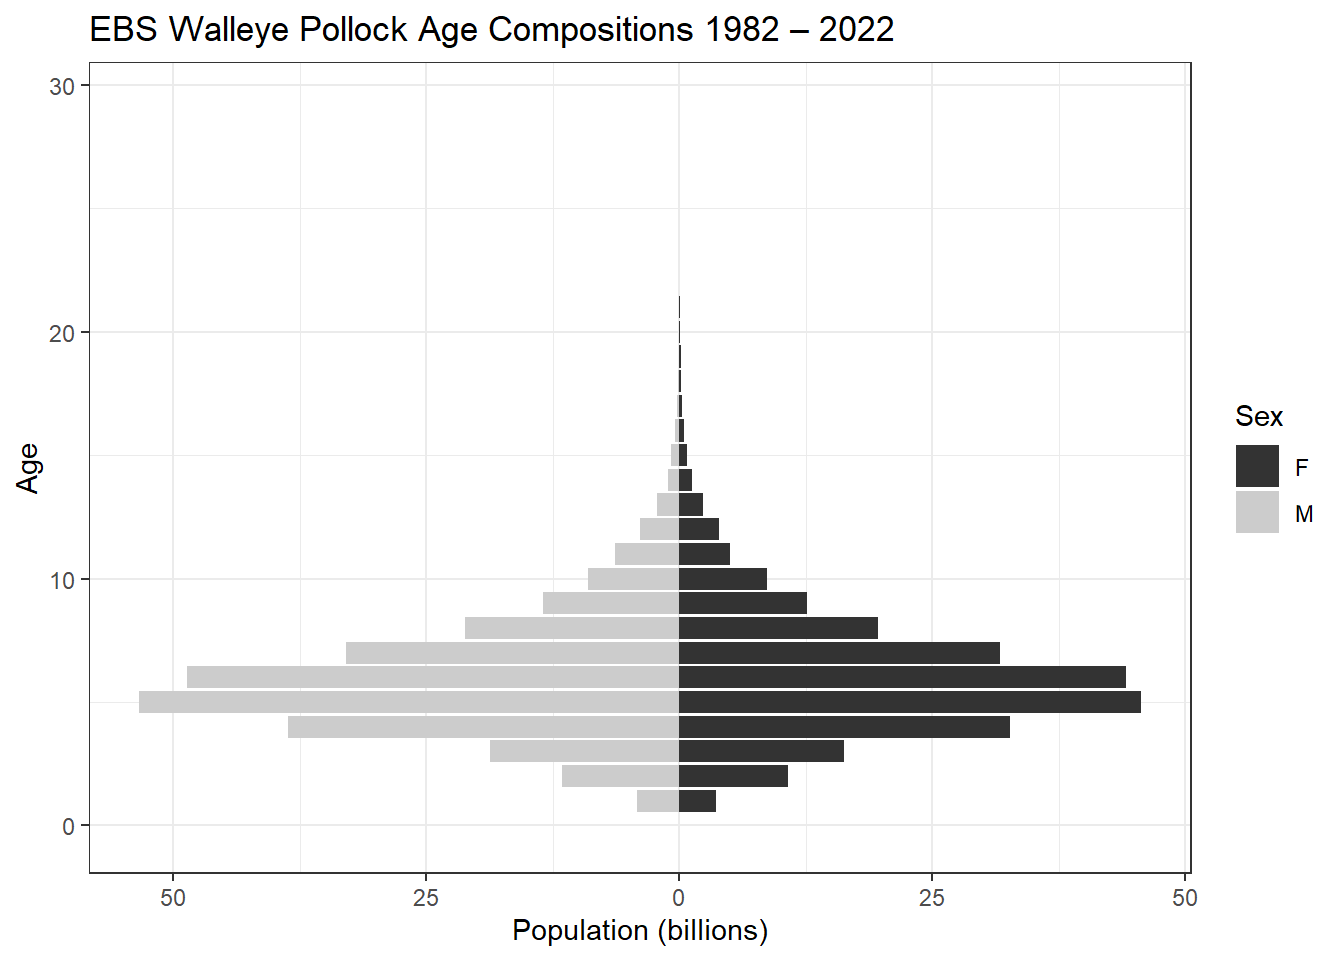 EBS Walleye Pollock Age Compositions 1982 – 2022
30
20
10
0
Age
50 25 0 25 50
Population (billions)
Sex
F
M